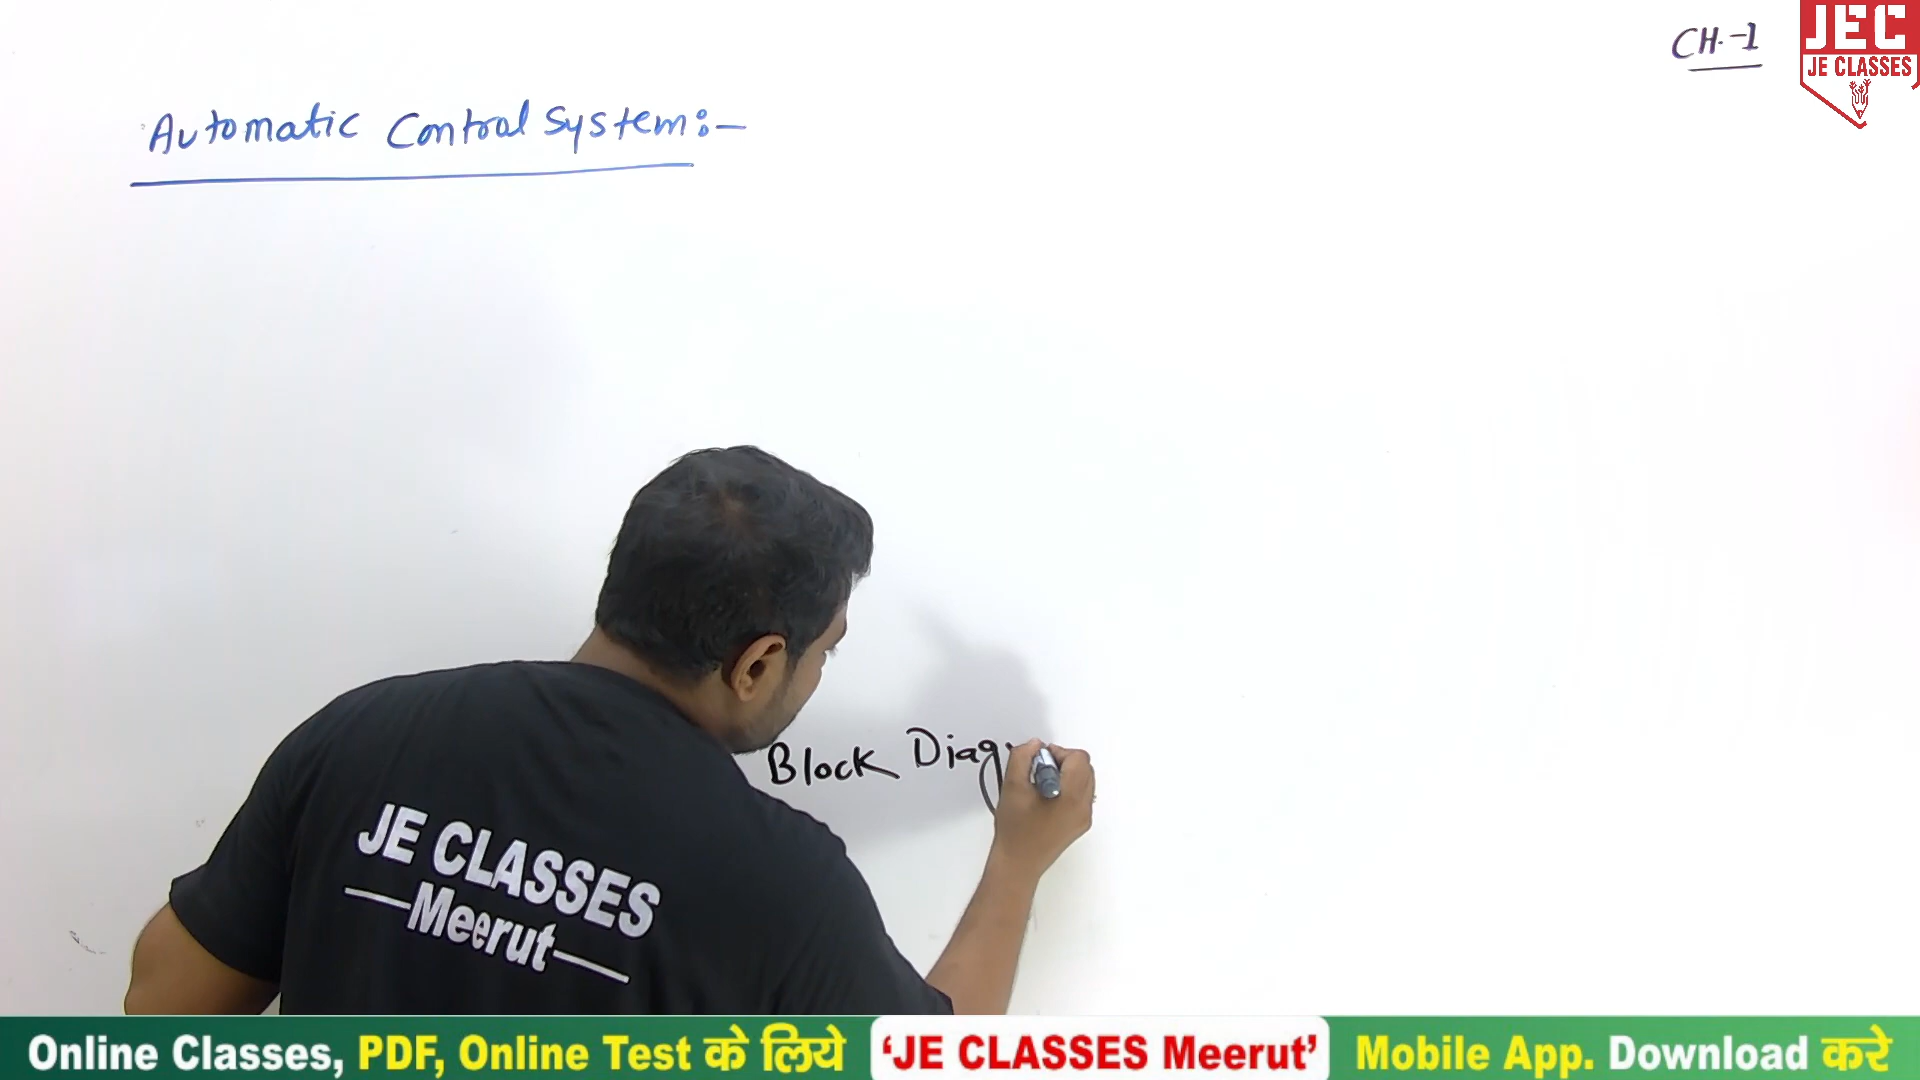 CH.-1
JEC
JE CLASSES
Automatic Control System:-
Block Diag
JE CLASSES
Meerut
Online Classes, PDF, Online Test के लिये 'JE CLASSES Meerut' Mobile App. Download करे